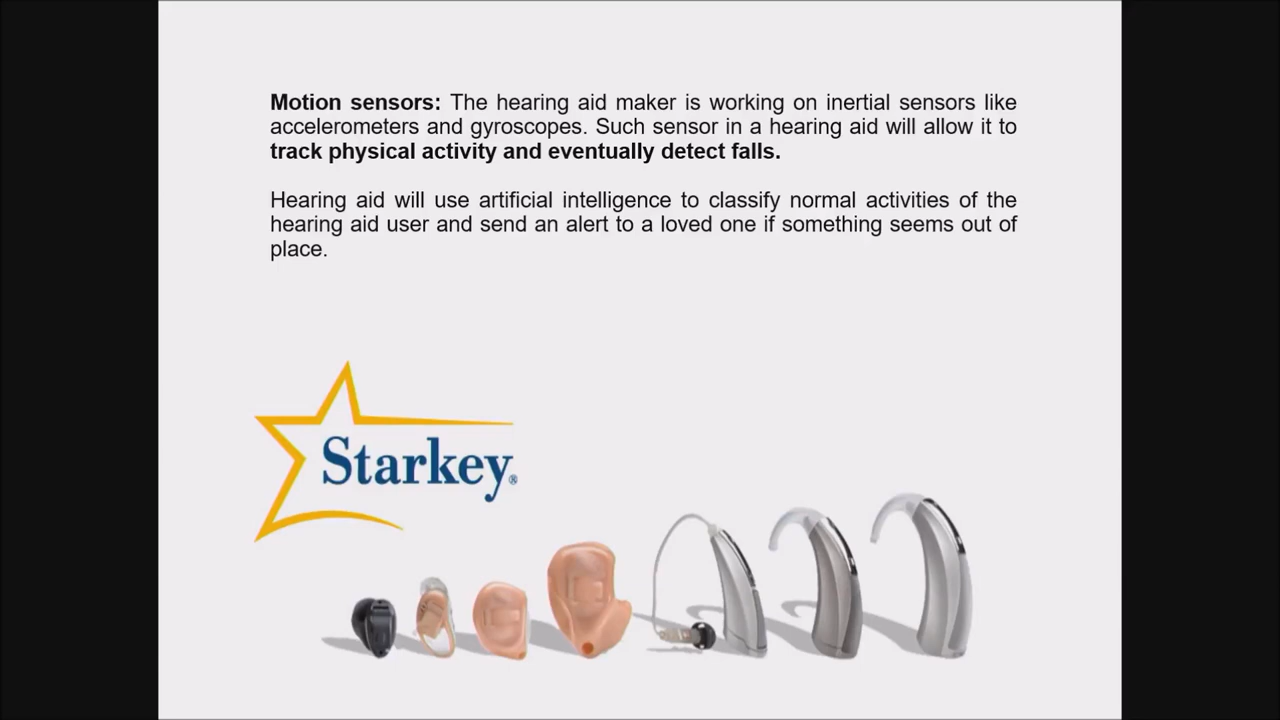 Motion sensors: The hearing aid maker is working on inertial sensors like
accelerometers and gyroscopes. Such sensor in a hearing aid will allow it to
track physical activity and eventually detect falls.
Hearing aid will use artificial intelligence to classify normal activities of the
hearing aid user and send an alert to a loved one if something seems out of
place.
Starkey®